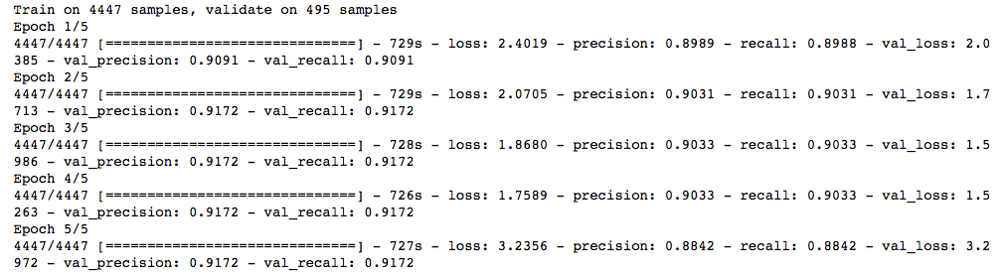 Train on 4447 samples, validate on 495 samples
Epoch 1/5
4447/4447 [==============================] - 729s - loss: 2.4019 - precision: 0.8989 - recall: 0.8988 - val_loss: 2.0
385 - val_precision: 0.9091 - val_recall: 0.9091
Epoch 2/5
4447/4447 [==============================] - 729s - loss: 2.0705 - precision: 0.9031 - recall: 0.9031 - val_loss: 1.7
713 - val_precision: 0.9172 - val_recall: 0.9172
Epoch 3/5
4447/4447 [==============================] - 728s - loss: 1.8680 - precision: 0.9033 - recall: 0.9033 - val_loss: 1.5
986 - val_precision: 0.9172 - val_recall: 0.9172
Epoch 4/5
4447/4447 [==============================] - 726s - loss: 1.7589 - precision: 0.9033 - recall: 0.9033 - val_loss: 1.5
263 - val_precision: 0.9172 - val_recall: 0.9172
Epoch 5/5
4447/4447 [==============================] - 727s - loss: 3.2356 - precision: 0.8842 - recall: 0.8842 - val_loss: 3.2
972 - val_precision: 0.9172 - val_recall: 0.9172